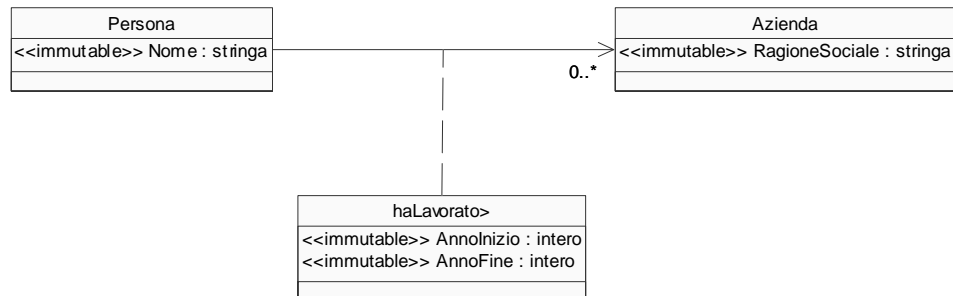 Persona
<<immutable>> Nome : stringa
Azienda
<<immutable>> RagioneSociale : stringa
0..*
haLavorato>
<<immutable>> AnnoInizio : intero
<<immutable>> AnnoFine : intero